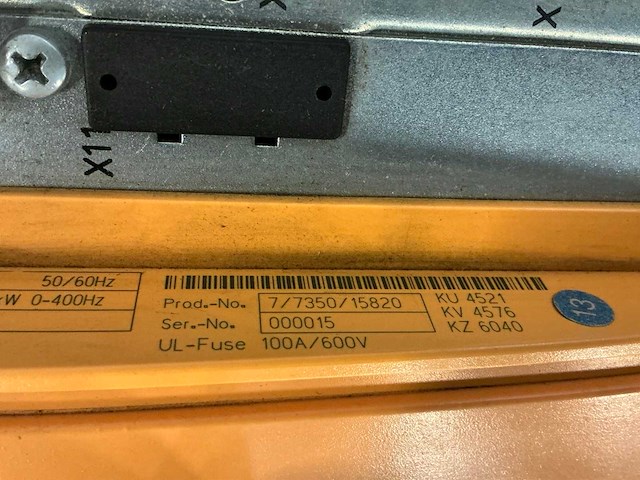 X
X11
50/60Hz
kW 0-400Hz
Prod.-No. 7/7350/15820
Ser.-No. 000015
UL-Fuse 100A/600V
KU 4521
KV 4576
KZ 6040
13